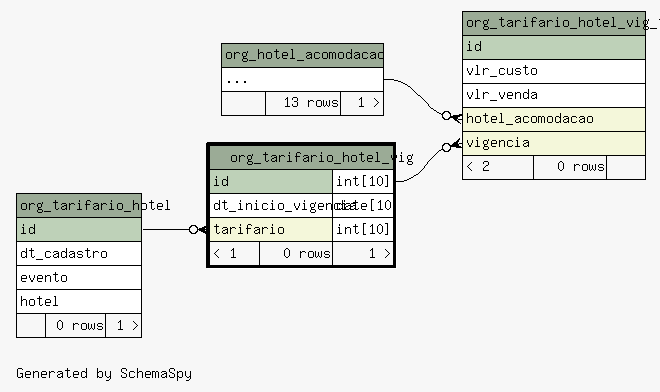 org_hotel_acomodacao
...
13 rows 1 >
org_tarifario_hotel_vig
id
vlr_custo
vlr_venda
hotel_acomodacao
vigencia
< 2 0 rows
org_tarifario_hotel_vig
id int[10]
dt_inicio_vigencia date[10
tarifario int[10]
< 1 0 rows 1 >
org_tarifario_hotel
id
dt_cadastro
evento
hotel
0 rows 1 >
Generated by SchemaSpy